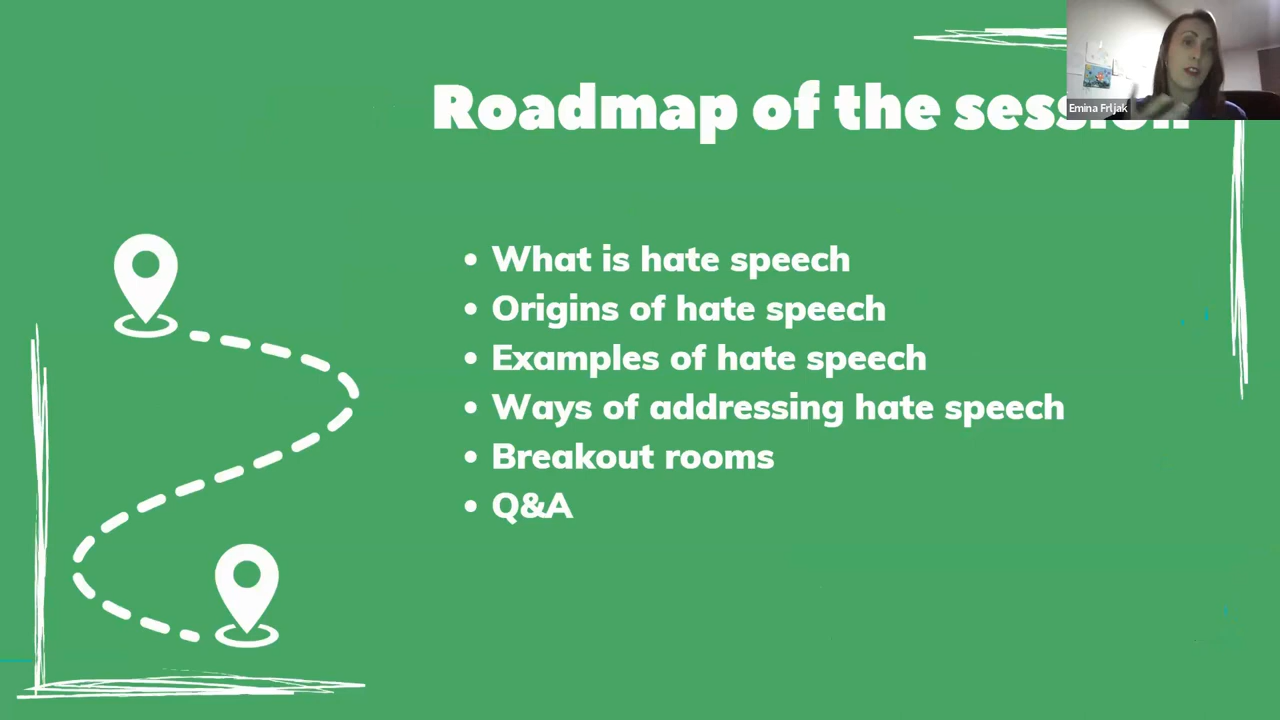 Roadmap of the session
Emina Frljak
• What is hate speech
• Origins of hate speech
• Examples of hate speech
• Ways of addressing hate speech
• Breakout rooms
• Q&A